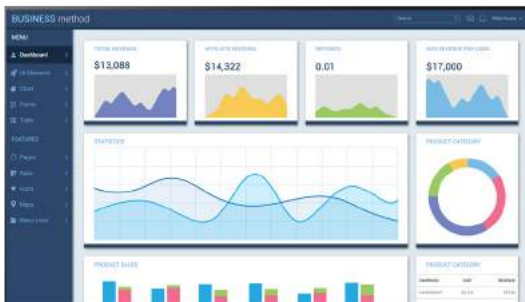 BUSINESS method
Search
MENU
Dashboard
UI Elements
Chart
Forms
Table
FEATURES
Pages
Icons
Maps
Menu Level
TOTAL REVENUE
$13,088
AFFILIATE REVENUE
$14,322
REFUNDS
0.01
AVG REVENUE PER USER
$17,000
STATISTICS
PRODUCT CATEGORY
PRODUCT SALES
PRODUCT CATEGORY
REVENUE